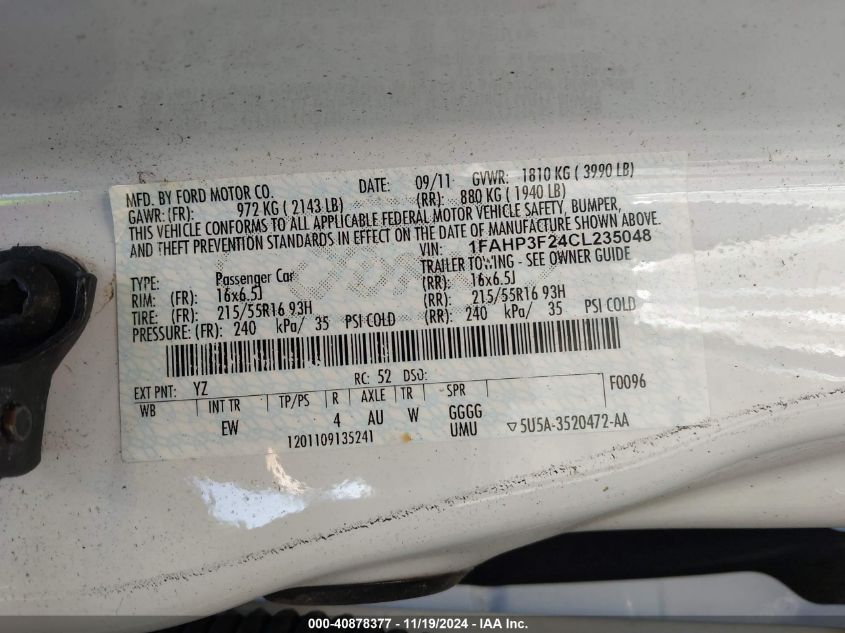 MFD. BY FORD MOTOR CO. DATE: 09/11 GVWR: 1810 KG ( 3990 LB)
GAWR: (FR): 972 KG ( 2143 LB) (RR): 880 KG ( 1940 LB)
THIS VEHICLE CONFORMS TO ALL APPLICABLE FEDERAL MOTOR VEHICLE SAFETY, BUMPER,
AND THEFT PREVENTION STANDARDS IN EFFECT ON THE DATE OF MANUFACTURE SHOWN ABOVE.
VIN: 1FAHP3F24CL235048
TYPE: Passenger Car TRAILER TOWING - SEE OWNER GUIDE
RIM: (FR): 16x6.5J (RR): 16x6.5J
TIRE: (FR): 215/55R16 93H (RR): 215/55R16 93H
PRESSURE: (FR): 240 kPa/ 35 PSI COLD (RR): 240 kPa/ 35 PSI COLD
EXT PNT: YZ RC: 52 DSO: F0096
WB INT TR TP/PS R AXLE TR SPR
EW 4 AU W GGGG
UMU
1201109135241 ▽5U5A-3520472-AA
000-40878377 - 11/19/2024 - IAAI.COM